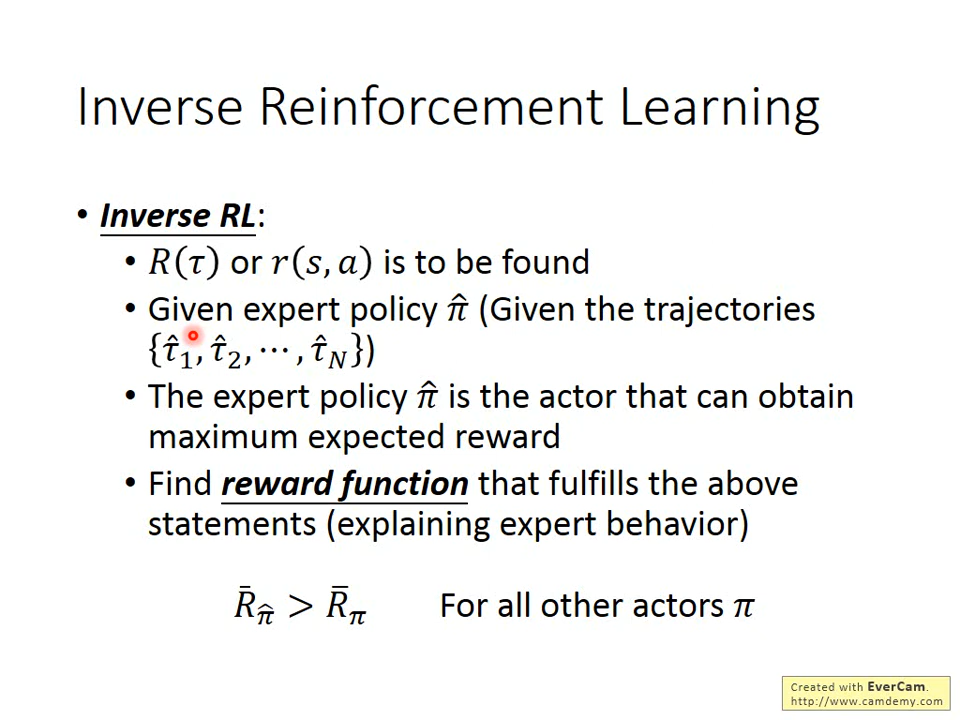 Inverse Reinforcement Learning
• Inverse RL:
• R(τ) or r(s, a) is to be found
• Given expert policy π̂ (Given the trajectories
{τ̂₁, τ̂₂, ⋯ , τ̂_N})
• The expert policy π̂ is the actor that can obtain
maximum expected reward
• Find reward function that fulfills the above
statements (explaining expert behavior)
R̄_π̂ > R̄_π For all other actors π
Created with EverCam.
http://www.camdemy.com